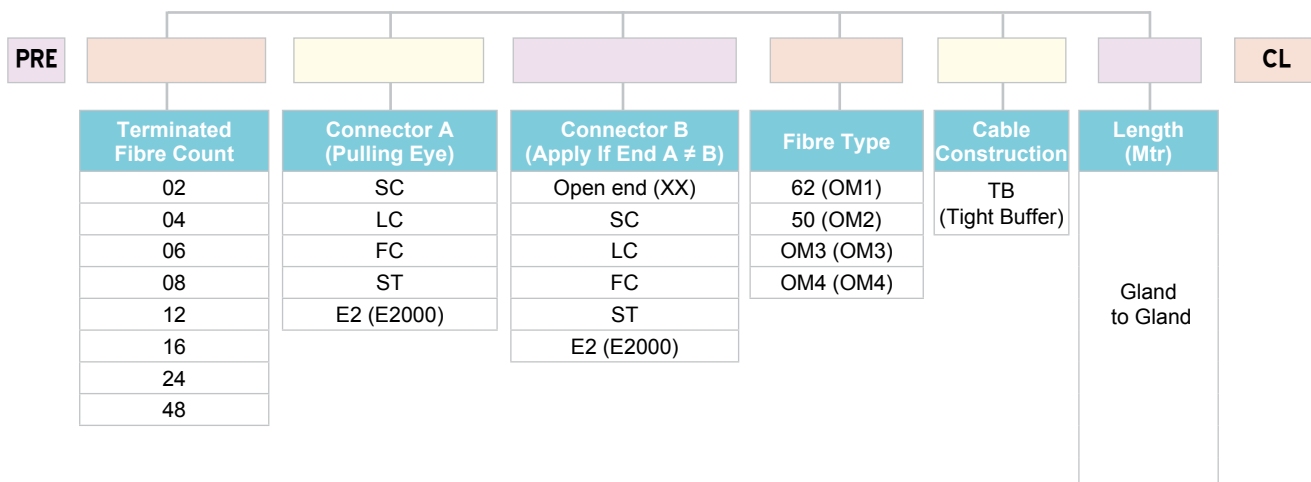 PRE
CL
Terminated
Fibre Count
02
04
06
08
12
16
24
48
Connector A
(Pulling Eye)
SC
LC
FC
ST
E2 (E2000)
Connector B
(Apply If End A ≠ B)
Open end (XX)
SC
LC
FC
ST
E2 (E2000)
Fibre Type
62 (OM1)
50 (OM2)
OM3 (OM3)
OM4 (OM4)
Cable
Construction
TB
(Tight Buffer)
Length
(Mtr)
Gland
to Gland